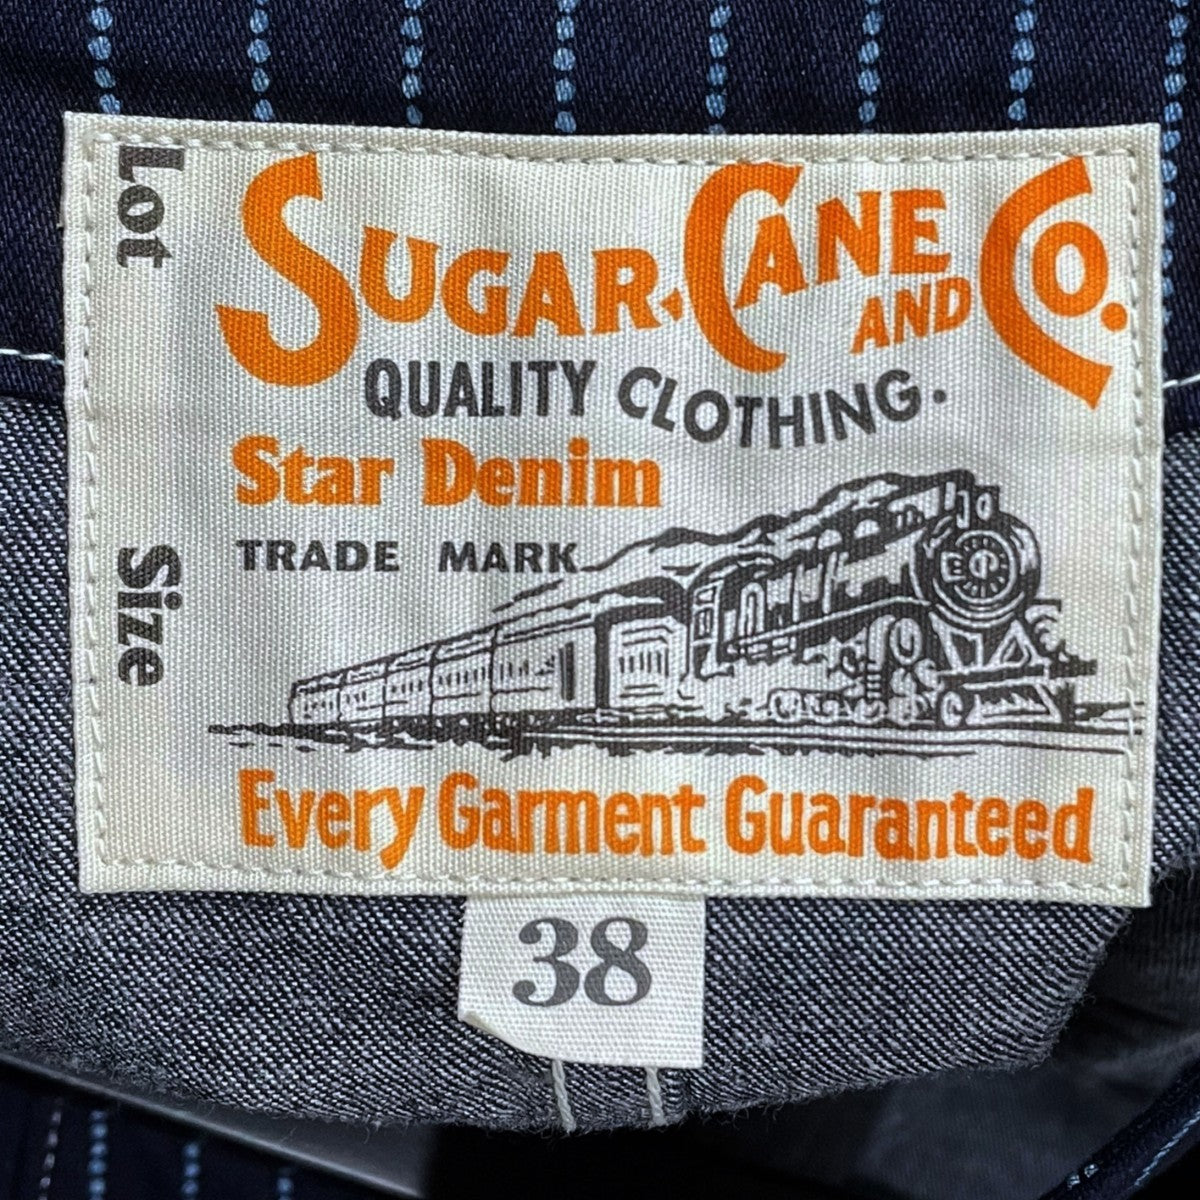 Lot
SUGAR CANE AND CO.
QUALITY CLOTHING.
Star Denim
TRADE MARK
Size
Every Garment Guaranteed
38